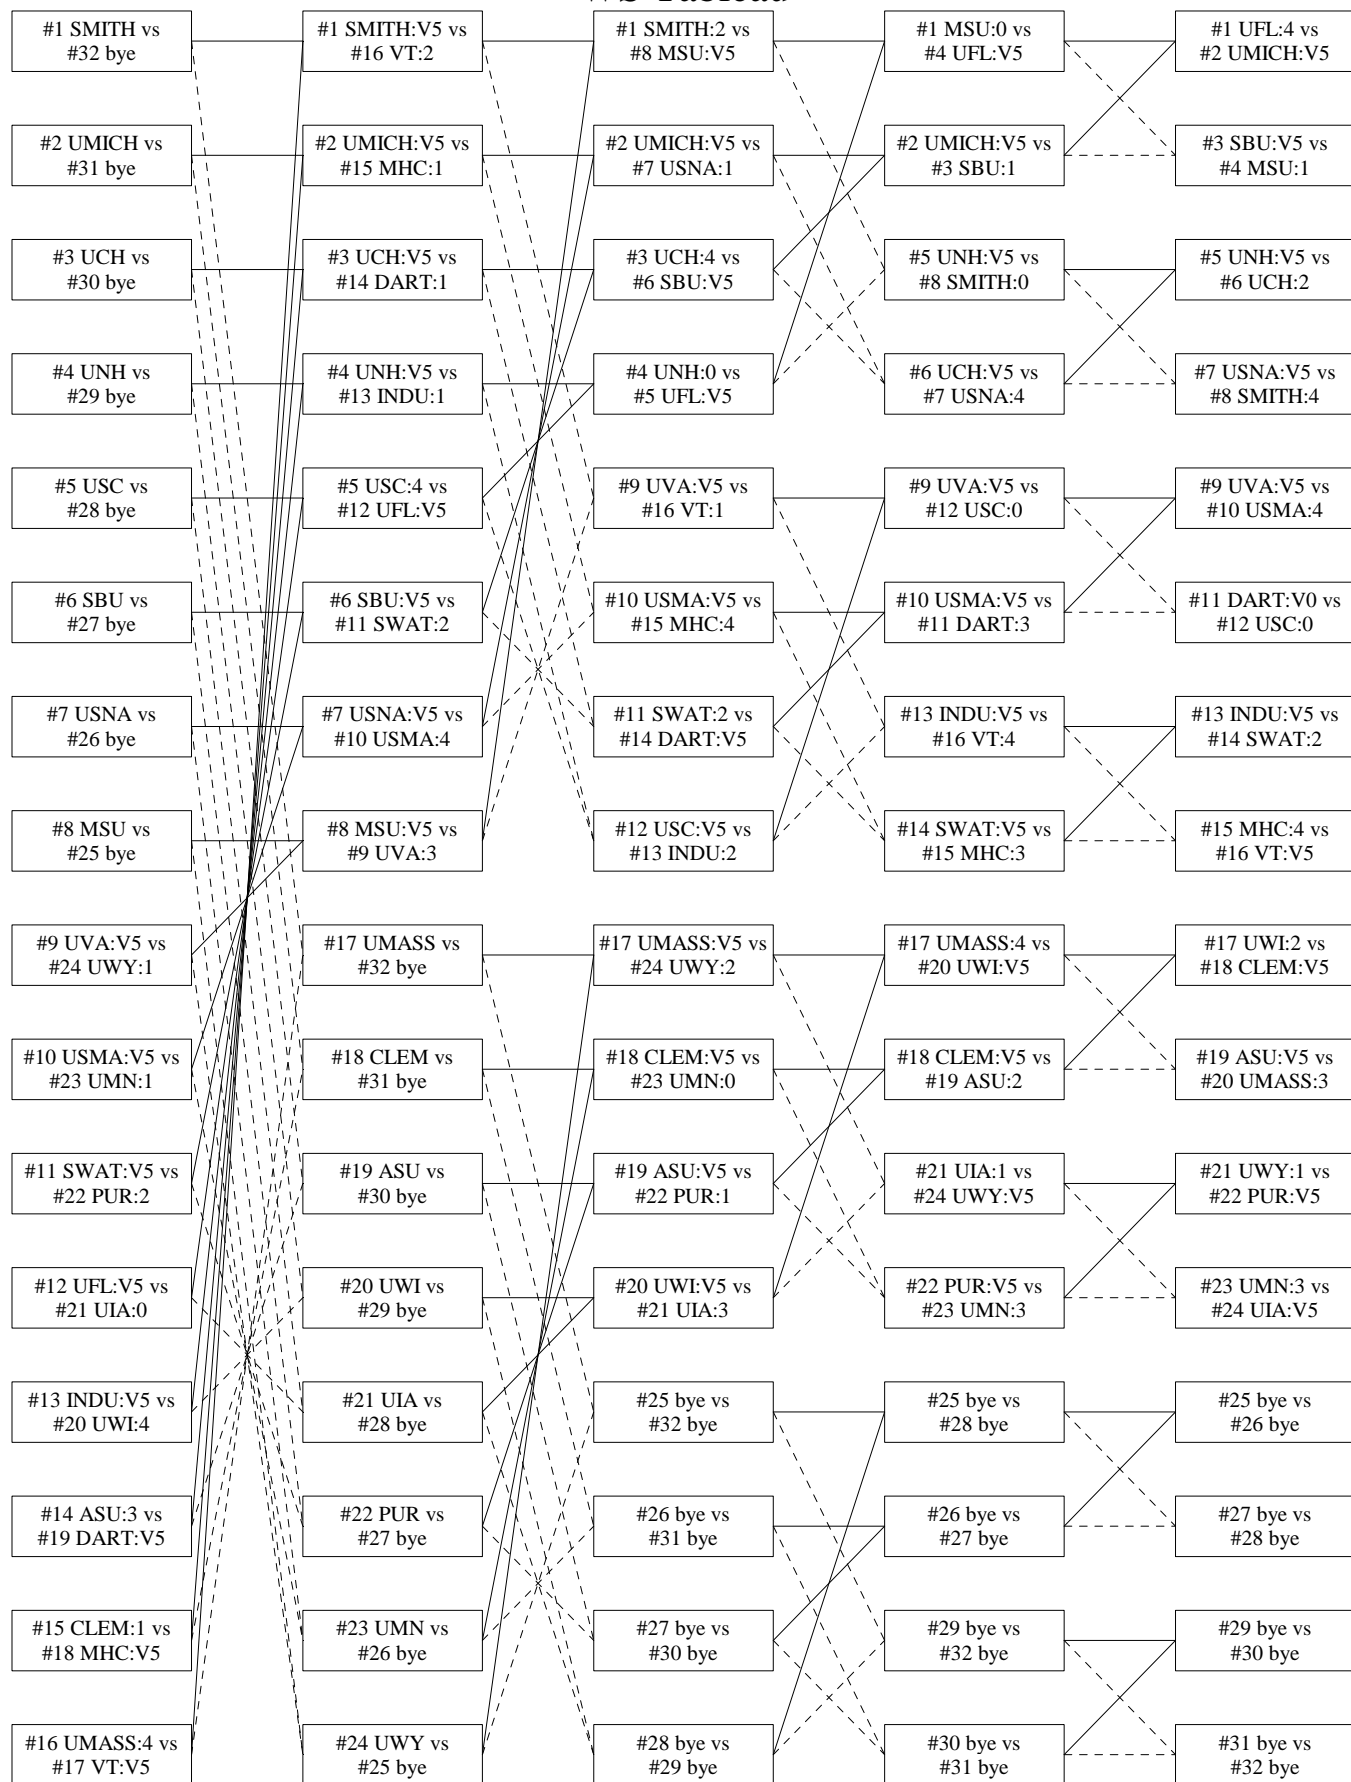 Tableau
#1 SMITH vs
#32 bye
#2 UMICH vs
#31 bye
#3 UCH vs
#30 bye
#4 UNH vs
#29 bye
#5 USC vs
#28 bye
#6 SBU vs
#27 bye
#7 USNA vs
#26 bye
#8 MSU vs
#25 bye
#9 UVA:V5 vs
#24 UWY:1
#10 USMA:V5 vs
#23 UMN:1
#11 SWAT:V5 vs
#22 PUR:2
#12 UFL:V5 vs
#21 UIA:0
#13 INDU:V5 vs
#20 UWI:4
#14 ASU:3 vs
#19 DART:V5
#15 CLEM:1 vs
#18 MHC:V5
#16 UMASS:4 vs
#17 VT:V5
#1 SMITH:V5 vs
#16 VT:2
#2 UMICH:V5 vs
#15 MHC:1
#3 UCH:V5 vs
#14 DART:1
#4 UNH:V5 vs
#13 INDU:1
#5 USC:4 vs
#12 UFL:V5
#6 SBU:V5 vs
#11 SWAT:2
#7 USNA:V5 vs
#10 USMA:4
#8 MSU:V5 vs
#9 UVA:3
#17 UMASS vs
#32 bye
#18 CLEM vs
#31 bye
#19 ASU vs
#30 bye
#20 UWI vs
#29 bye
#21 UIA vs
#28 bye
#22 PUR vs
#27 bye
#23 UMN vs
#26 bye
#24 UWY vs
#25 bye
#1 SMITH:2 vs
#8 MSU:V5
#2 UMICH:V5 vs
#7 USNA:1
#3 UCH:4 vs
#6 SBU:V5
#4 UNH:0 vs
#5 UFL:V5
#9 UVA:V5 vs
#16 VT:1
#10 USMA:V5 vs
#15 MHC:4
#11 SWAT:2 vs
#14 DART:V5
#12 USC:V5 vs
#13 INDU:2
#17 UMASS:V5 vs
#24 UWY:2
#18 CLEM:V5 vs
#23 UMN:0
#19 ASU:V5 vs
#22 PUR:1
#20 UWI:V5 vs
#21 UIA:3
#25 bye vs
#32 bye
#26 bye vs
#31 bye
#27 bye vs
#30 bye
#28 bye vs
#29 bye
#1 MSU:0 vs
#4 UFL:V5
#2 UMICH:V5 vs
#3 SBU:1
#5 UNH:V5 vs
#8 SMITH:0
#6 UCH:V5 vs
#7 USNA:4
#9 UVA:V5 vs
#12 USC:0
#10 USMA:V5 vs
#11 DART:3
#13 INDU:V5 vs
#16 VT:4
#14 SWAT:V5 vs
#15 MHC:3
#17 UMASS:4 vs
#20 UWI:V5
#18 CLEM:V5 vs
#19 ASU:2
#21 UIA:1 vs
#24 UWY:V5
#22 PUR:V5 vs
#23 UMN:3
#25 bye vs
#28 bye
#26 bye vs
#27 bye
#29 bye vs
#32 bye
#30 bye vs
#31 bye
#1 UFL:4 vs
#2 UMICH:V5
#3 SBU:V5 vs
#4 MSU:1
#5 UNH:V5 vs
#6 UCH:2
#7 USNA:V5 vs
#8 SMITH:4
#9 UVA:V5 vs
#10 USMA:4
#11 DART:V0 vs
#12 USC:0
#13 INDU:V5 vs
#14 SWAT:2
#15 MHC:4 vs
#16 VT:V5
#17 UWI:2 vs
#18 CLEM:V5
#19 ASU:V5 vs
#20 UMASS:3
#21 UWY:1 vs
#22 PUR:V5
#23 UMN:3 vs
#24 UIA:V5
#25 bye vs
#26 bye
#27 bye vs
#28 bye
#29 bye vs
#30 bye
#31 bye vs
#32 bye